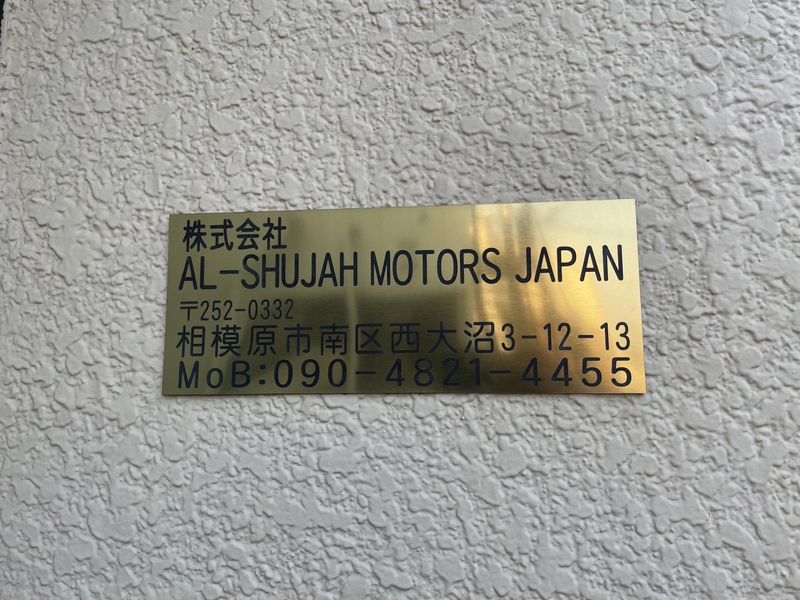 株式会社
AL-SHUJAH MOTORS JAPAN
〒252-0332
相模原市南区西大沼3-12-13
MoB:090-4821-4455